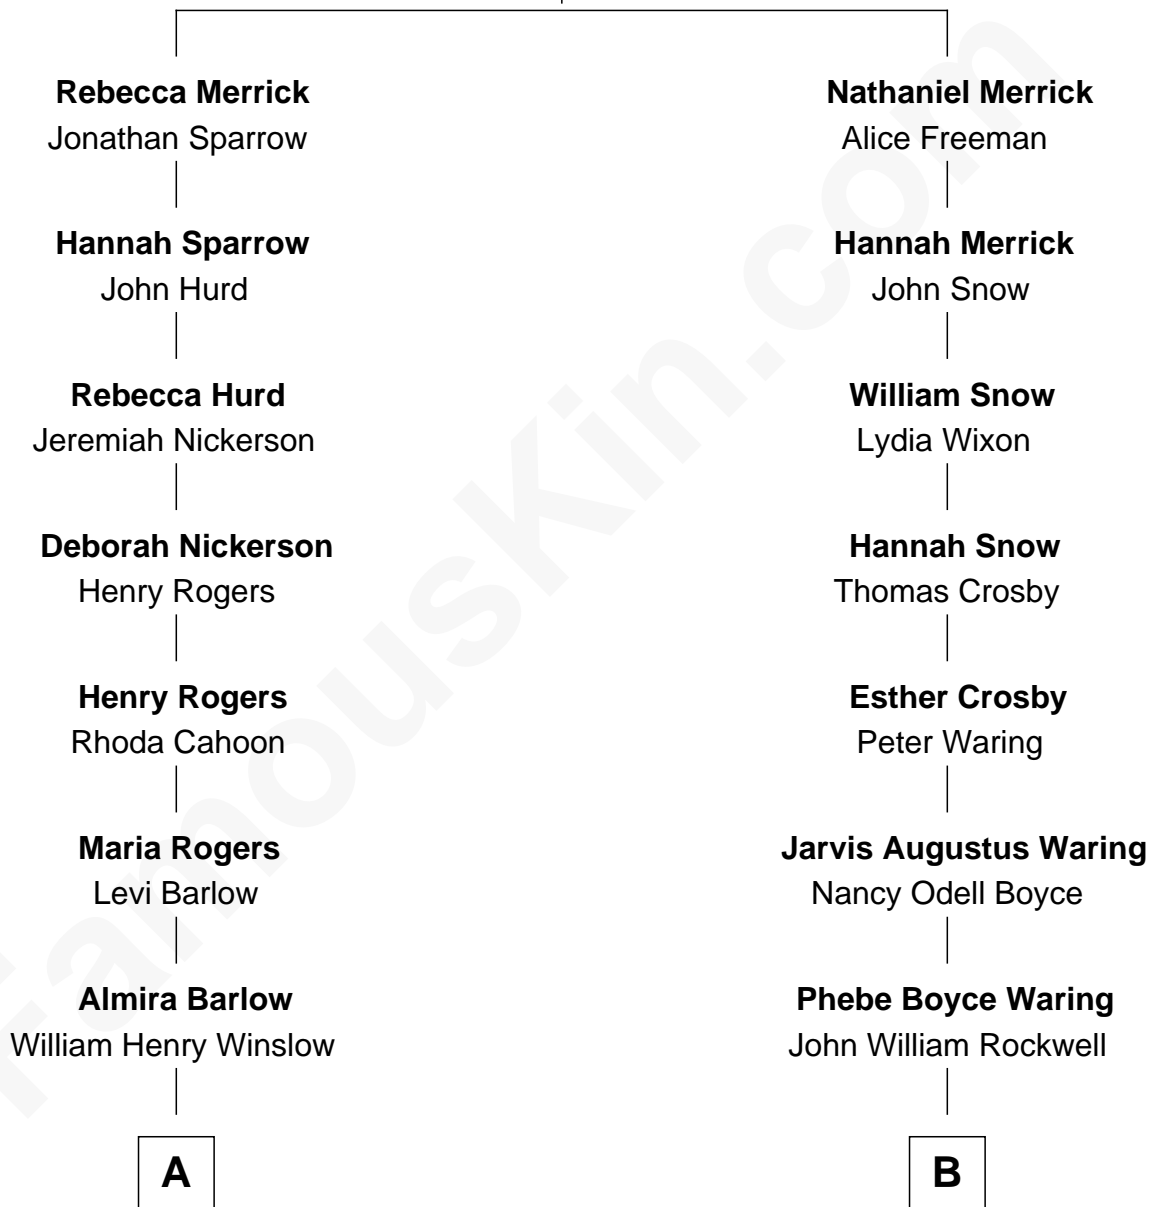 Rebecca Merrick
Jonathan Sparrow
Hannah Sparrow
John Hurd
Rebecca Hurd
Jeremiah Nickerson
Deborah Nickerson
Henry Rogers
Henry Rogers
Rhoda Cahoon
Maria Rogers
Levi Barlow
Almira Barlow
William Henry Winslow
A
Nathaniel Merrick
Alice Freeman
Hannah Merrick
John Snow
William Snow
Lydia Wixon
Hannah Snow
Thomas Crosby
Esther Crosby
Peter Waring
Jarvis Augustus Waring
Nancy Odell Boyce
Phebe Boyce Waring
John William Rockwell
B
FamousKin.com